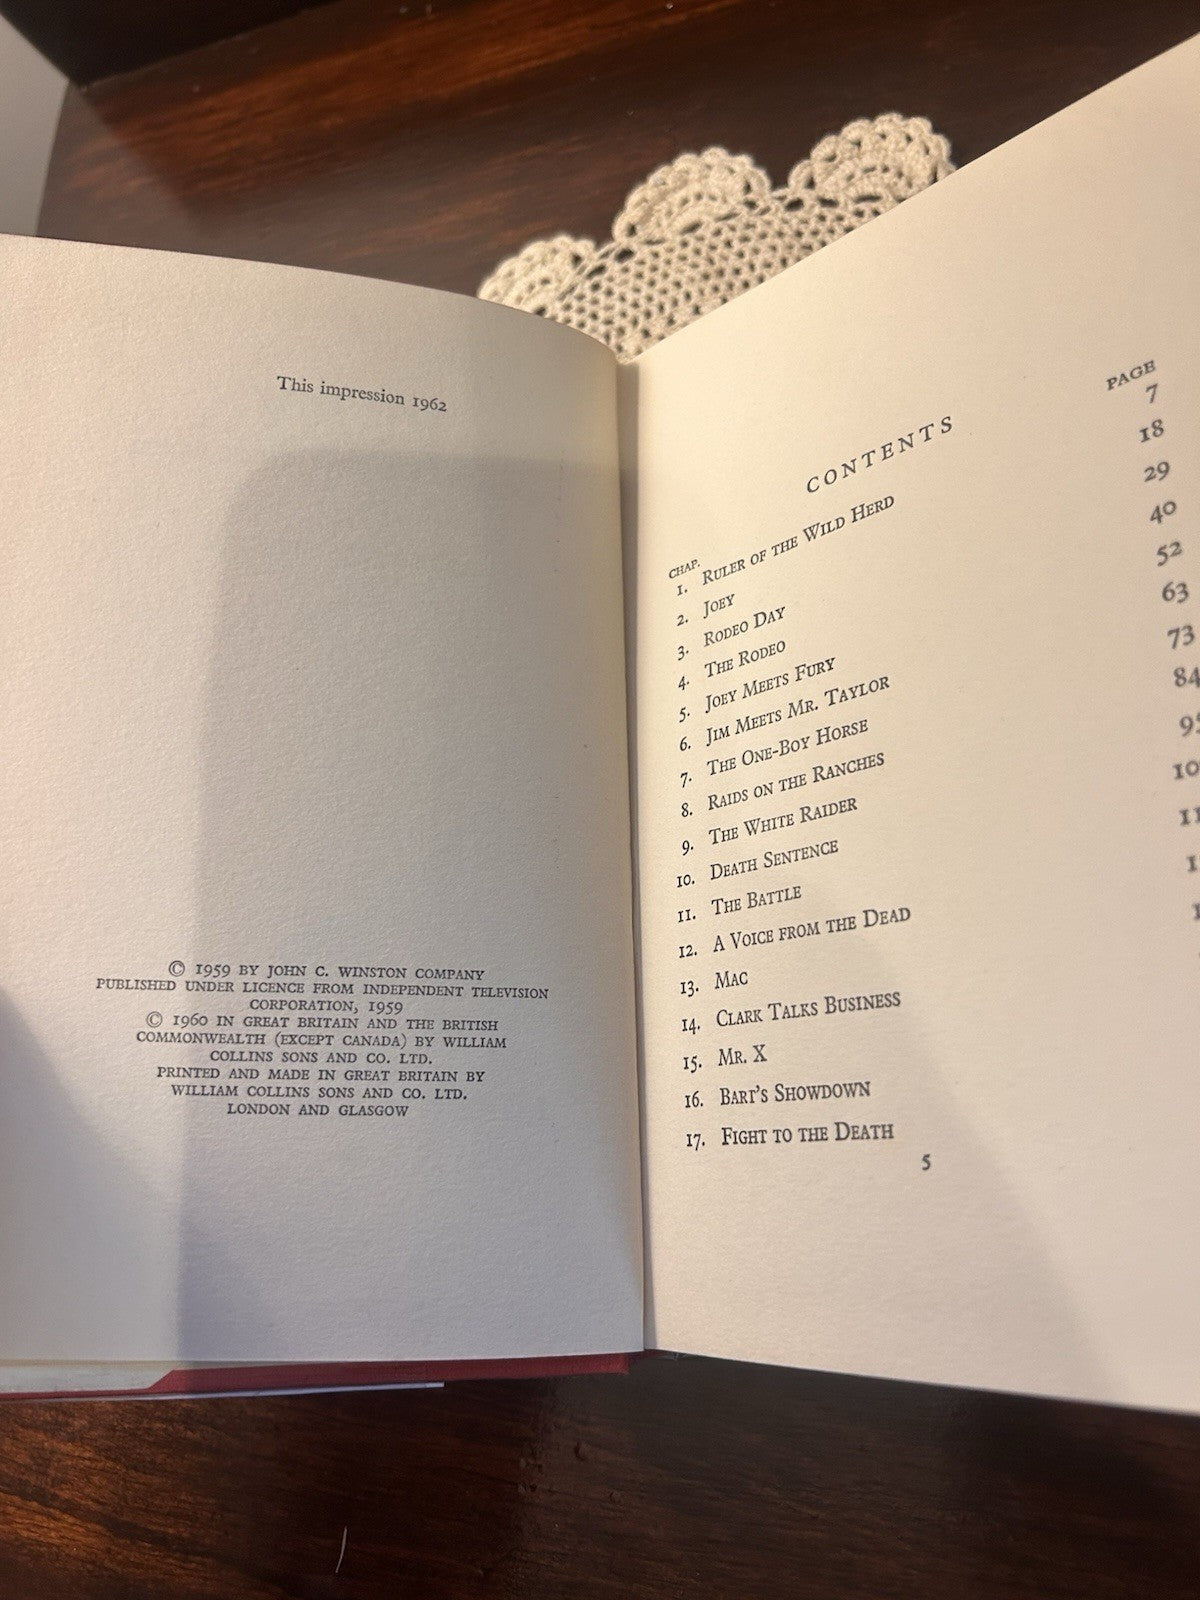 This impression 1962
© 1959 BY JOHN C. WINSTON COMPANY
PUBLISHED UNDER LICENCE FROM INDEPENDENT TELEVISION
CORPORATION, 1959
© 1960 IN GREAT BRITAIN AND THE BRITISH
COMMONWEALTH (EXCEPT CANADA) BY WILLIAM
COLLINS SONS AND CO. LTD.
PRINTED AND MADE IN GREAT BRITAIN BY
WILLIAM COLLINS SONS AND CO. LTD.
LONDON AND GLASGOW
CONTENTS
CHAP. PAGE
1. RULER OF THE WILD HERD 7
2. JOEY 18
3. RODEO DAY 29
4. THE RODEO 40
5. JOEY MEETS FURY 52
6. JIM MEETS MR. TAYLOR 63
7. THE ONE-BOY HORSE 73
8. RAIDS ON THE RANCHES 84
9. THE WHITE RAIDER
10. DEATH SENTENCE
11. THE BATTLE
12. A VOICE FROM THE DEAD
13. MAC
14. CLARK TALKS BUSINESS
15. MR. X
16. BART'S SHOWDOWN
17. FIGHT TO THE DEATH
5